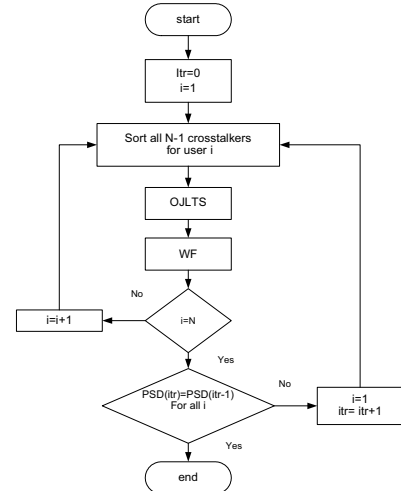 start
Itr=0
i=1
Sort all N-1 crosstalkers
for user i
OJLTS
WF
No
i=N
i=i+1
Yes
PSD(itr)=PSD(itr-1)
For all i
No
i=1
itr= itr+1
Yes
end